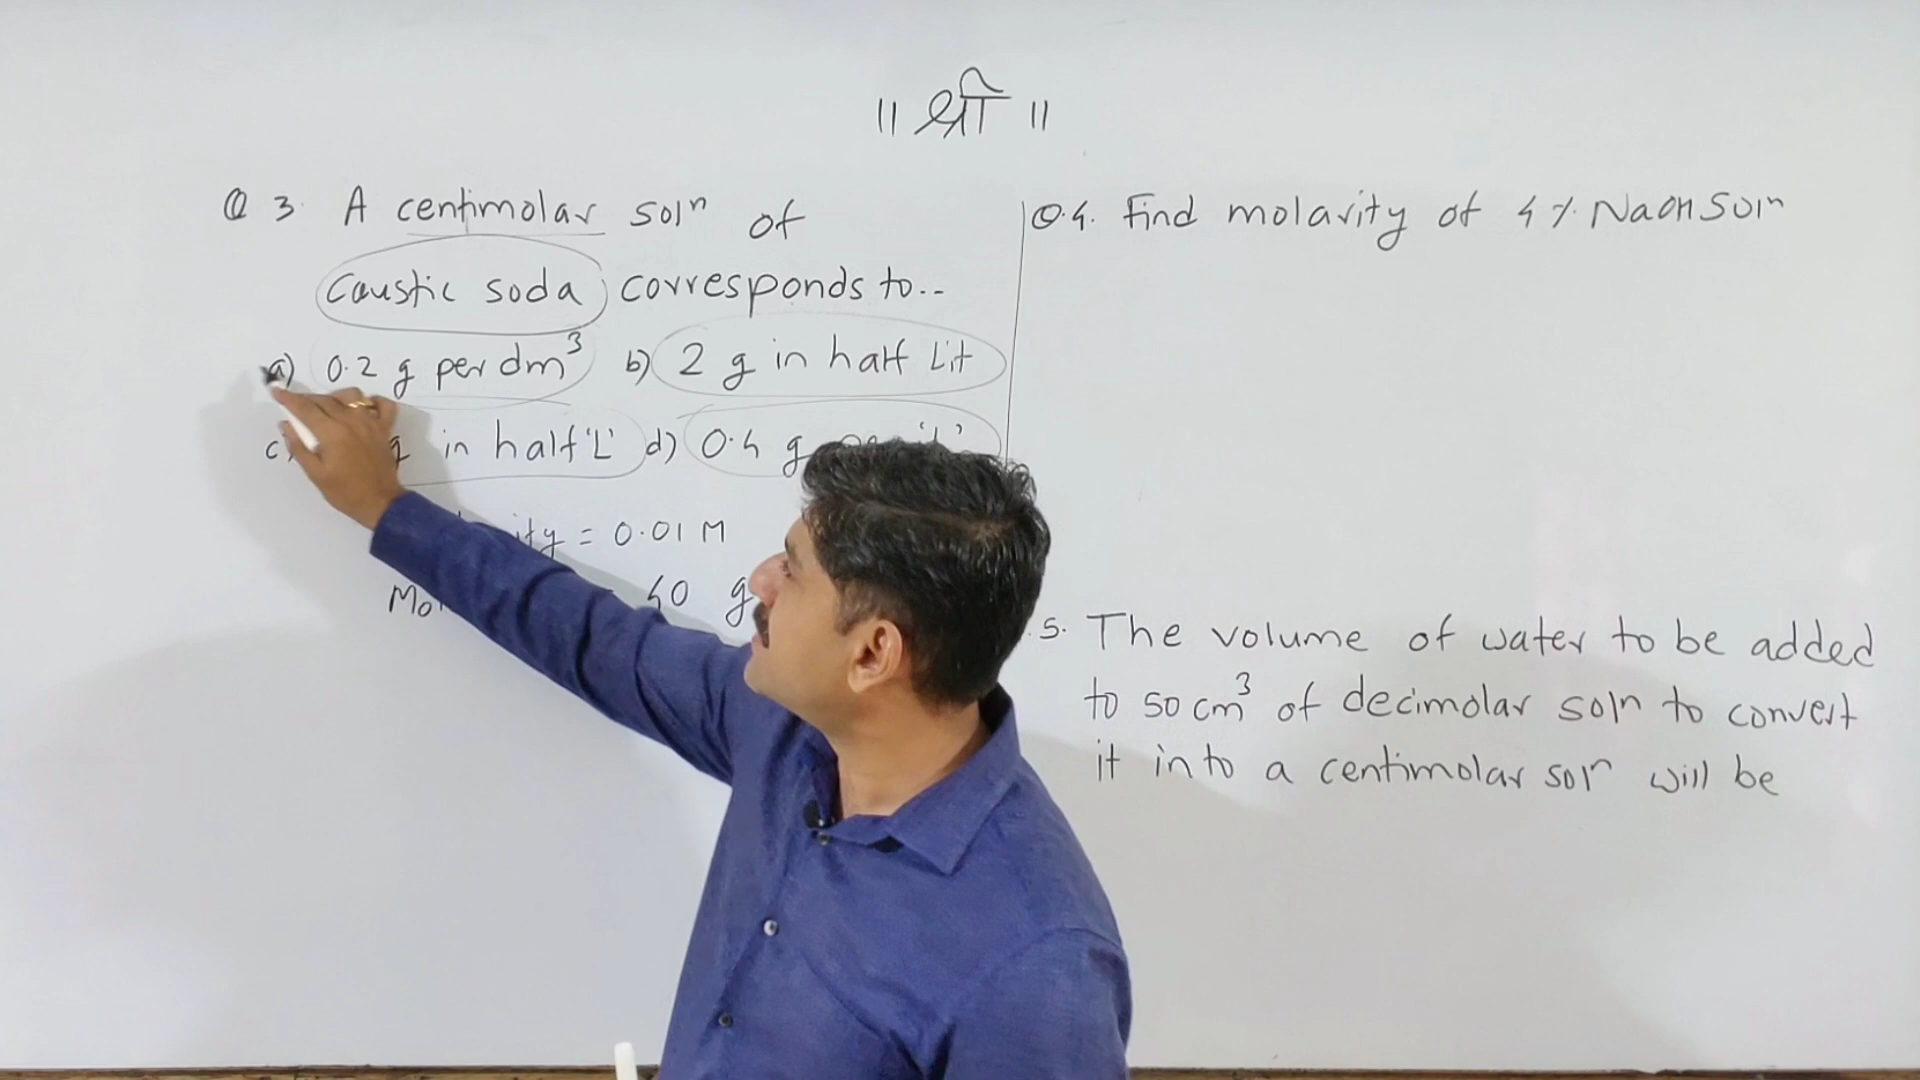 ॥ श्री ॥
Q 3. A centimolar solⁿ of
caustic soda corresponds to..
a) 0.2 g per dm³ b) 2 g in half Lit
c) g in half 'L' d) 0.4 g 'L'
= 0.01 M
40 g
Q.4. Find molarity of 4 % NaOH Solⁿ
5. The volume of water to be added
to 50 cm³ of decimolar soln to convert
it into a centimolar solⁿ will be